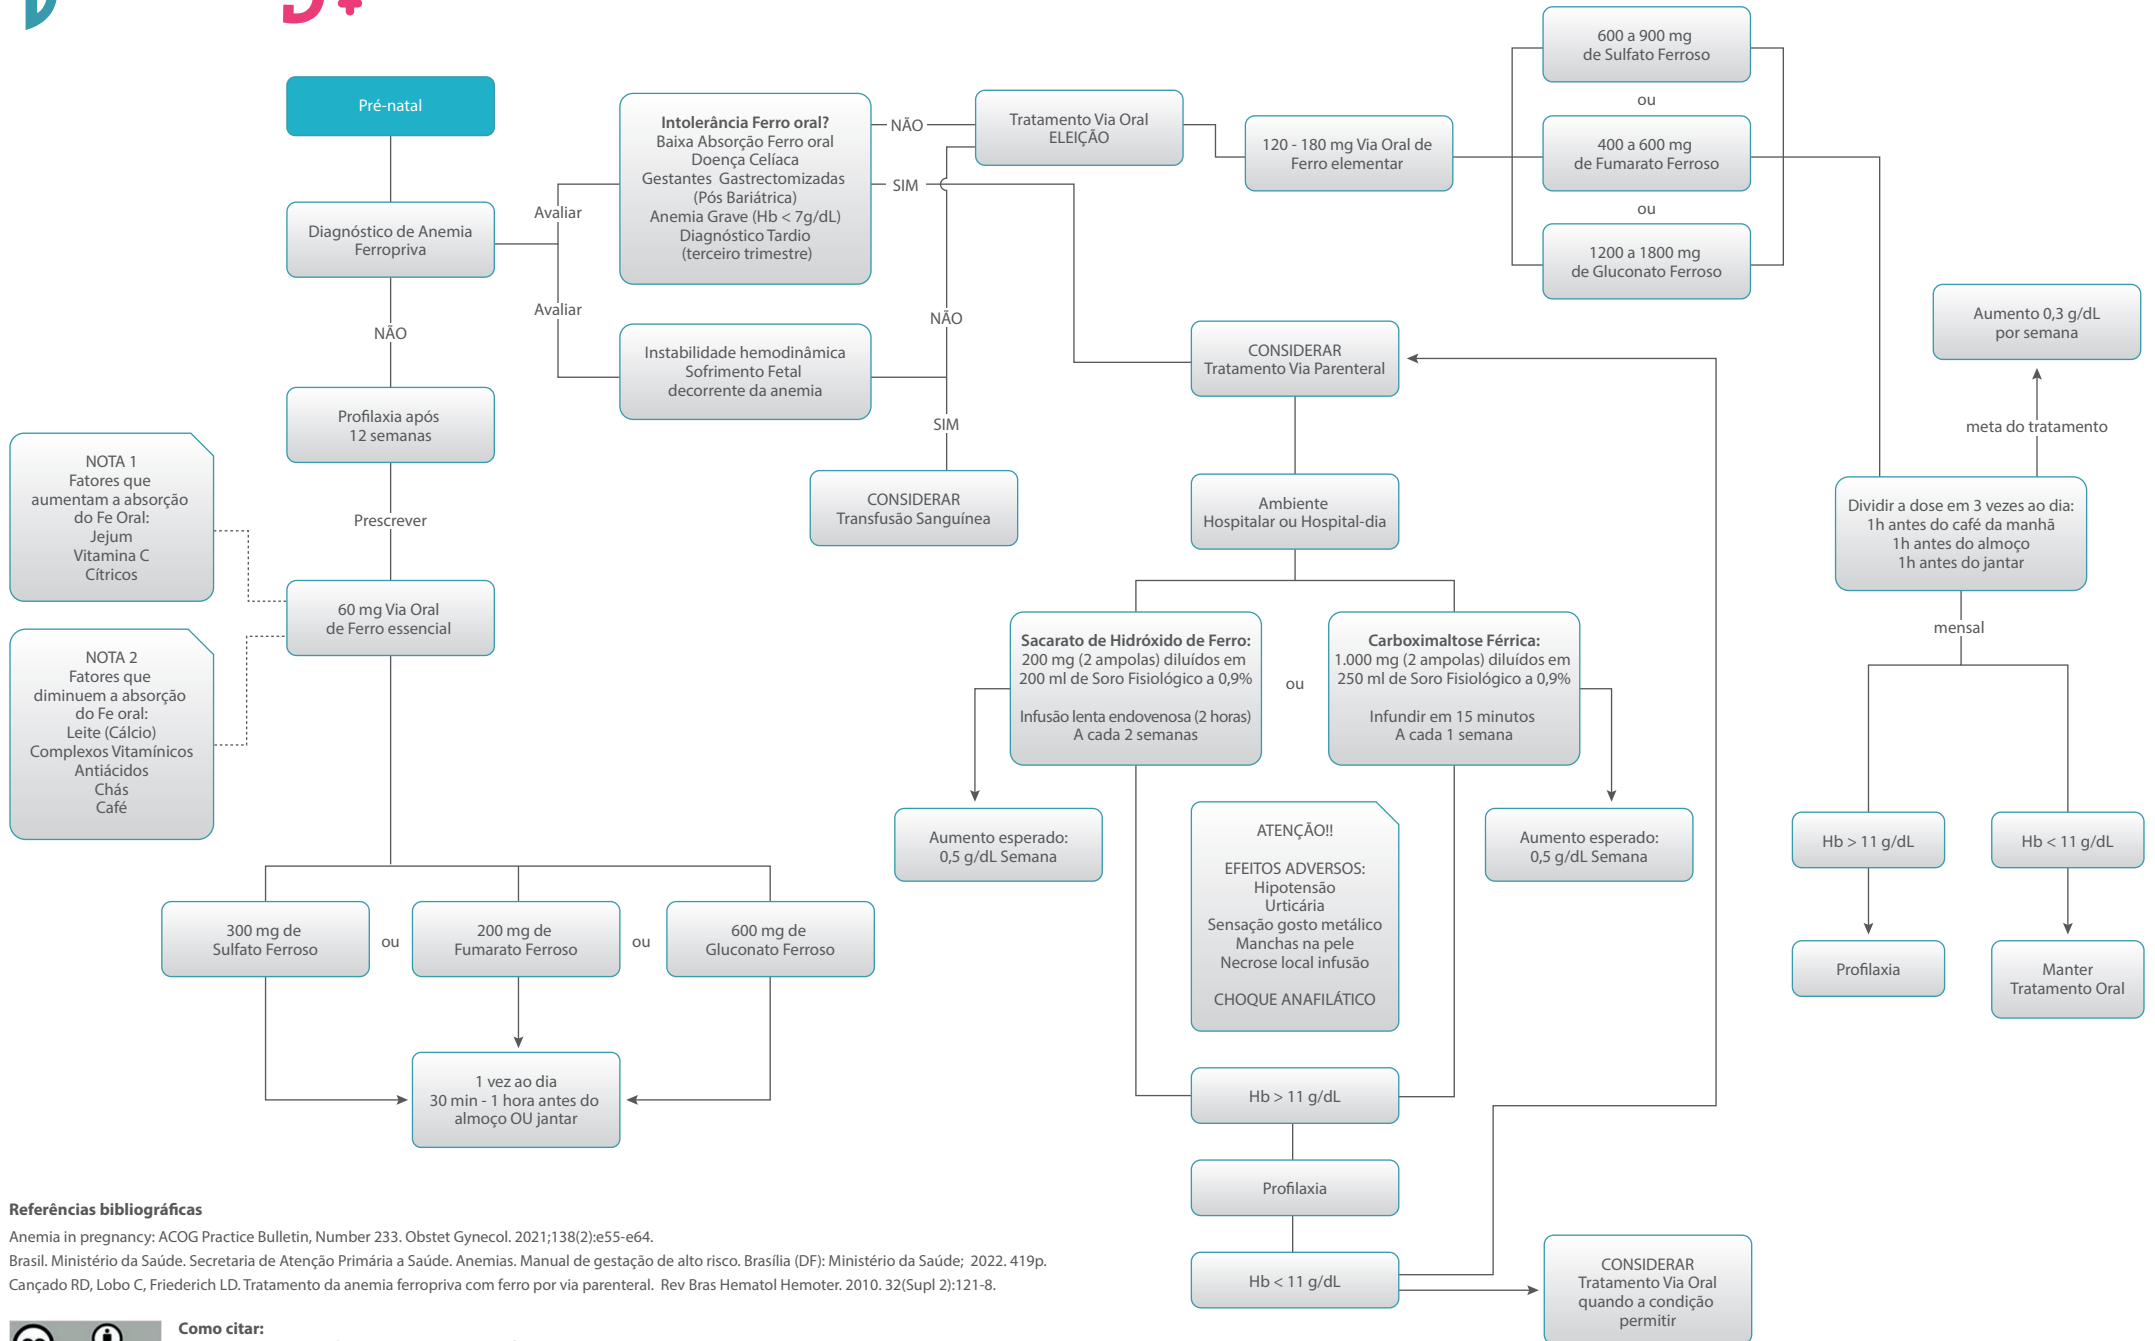 Pré-natal
Diagnóstico de Anemia
Ferropriva
Avaliar
Avaliar
Intolerância Ferro oral?
Baixa Absorção Ferro oral
Doença Celíaca
Gestantes Gastrectomizadas
(Pós Bariátrica)
Anemia Grave (Hb < 7g/dL)
Diagnóstico Tardio
(terceiro trimestre)
NÃO
SIM
Instabilidade hemodinâmica
Sofrimento Fetal
decorrente da anemia
NÃO
SIM
CONSIDERAR
Transfusão Sanguínea
Tratamento Via Oral
ELEIÇÃO
120 - 180 mg Via Oral de
Ferro elementar
600 a 900 mg
de Sulfato Ferroso
ou
400 a 600 mg
de Fumarato Ferroso
ou
1200 a 1800 mg
de Gluconato Ferroso
Aumento 0,3 g/dL
por semana
meta do tratamento
Dividir a dose em 3 vezes ao dia:
1h antes do café da manhã
1h antes do almoço
1h antes do jantar
mensal
Hb > 11 g/dL
Hb < 11 g/dL
Profilaxia
Manter
Tratamento Oral
NÃO
Profilaxia após
12 semanas
Prescrever
NOTA 1
Fatores que
aumentam a absorção
do Fe Oral:
Jejum
Vitamina C
Cítricos
60 mg Via Oral
de Ferro essencial
NOTA 2
Fatores que
diminuem a absorção
do Fe oral:
Leite (Cálcio)
Complexos Vitamínicos
Antiácidos
Chás
Café
300 mg de
Sulfato Ferroso
ou
200 mg de
Fumarato Ferroso
ou
600 mg de
Gluconato Ferroso
1 vez ao dia
30 min - 1 hora antes do
almoço OU jantar
CONSIDERAR
Tratamento Via Parenteral
Ambiente
Hospitalar ou Hospital-dia
Sacarato de Hidróxido de Ferro:
200 mg (2 ampolas) diluídos em
200 ml de Soro Fisiológico a 0,9%
Infusão lenta endovenosa (2 horas)
A cada 2 semanas
ou
Carboximaltose Férrica:
1.000 mg (2 ampolas) diluídos em
250 ml de Soro Fisiológico a 0,9%
Infundir em 15 minutos
A cada 1 semana
Aumento esperado:
0,5 g/dL Semana
ATENÇÃO!!
EFEITOS ADVERSOS:
Hipotensão
Urticária
Sensação gosto metálico
Manchas na pele
Necrose local infusão
CHOQUE ANAFILÁTICO
Aumento esperado:
0,5 g/dL Semana
Hb > 11 g/dL
Profilaxia
Hb < 11 g/dL
CONSIDERAR
Tratamento Via Oral
quando a condição
permitir
Referências bibliográficas
Anemia in pregnancy: ACOG Practice Bulletin, Number 233. Obstet Gynecol. 2021;138(2):e55-e64.
Brasil. Ministério da Saúde. Secretaria de Atenção Primária a Saúde. Anemias. Manual de gestação de alto risco. Brasília (DF): Ministério da Saúde; 2022. 419p.
Cançado RD, Lobo C, Friederich LD. Tratamento da anemia ferropriva com ferro por via parenteral. Rev Bras Hematol Hemoter. 2010. 32(Supl 2):121-8.
Como citar: